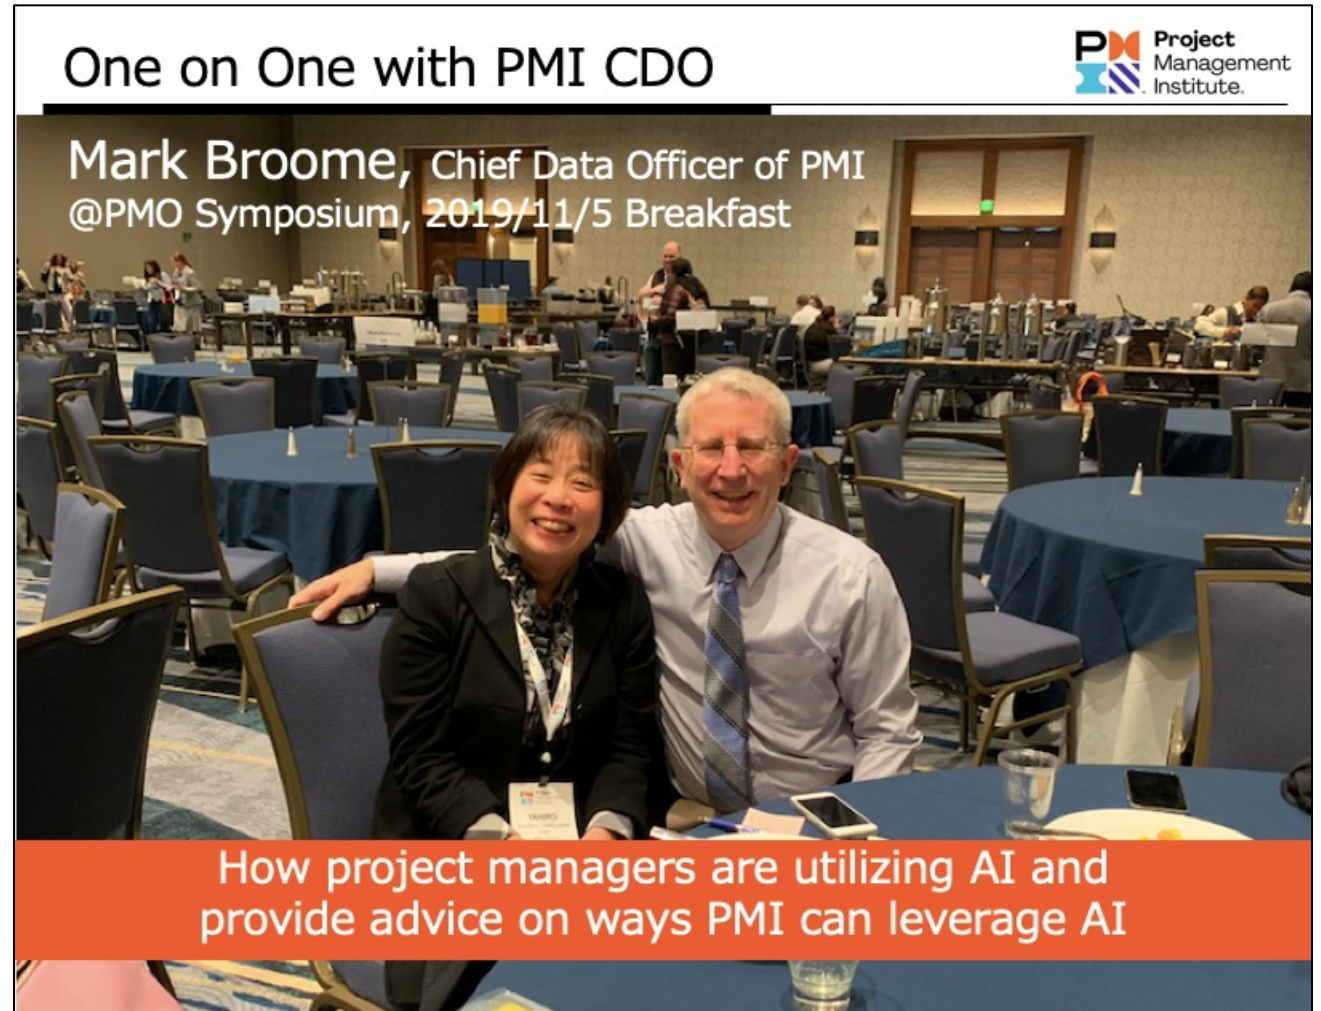 One on One with PMI CDO
Project
Management
Institute.
Mark Broome, Chief Data Officer of PMI
@PMO Symposium, 2019/11/5 Breakfast
How project managers are utilizing AI and
provide advice on ways PMI can leverage AI